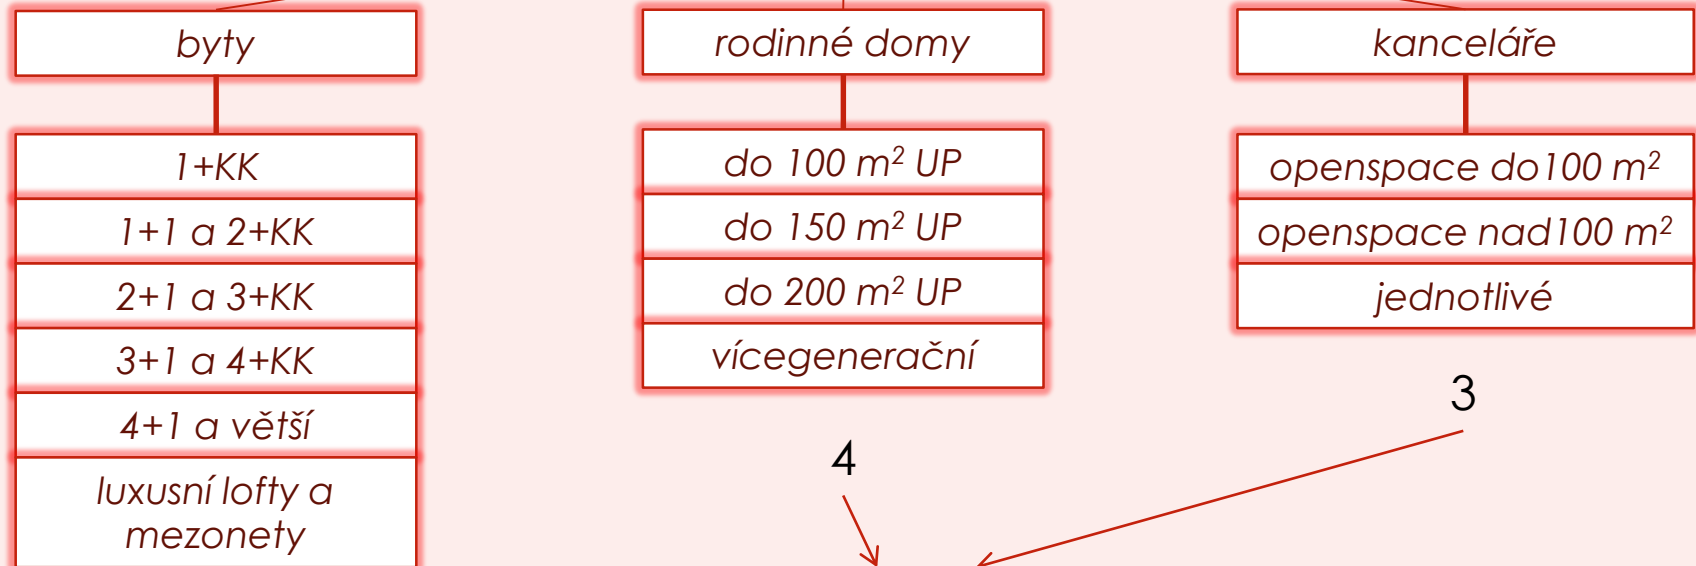 byty
1+KK
1+1 a 2+KK
2+1 a 3+KK
3+1 a 4+KK
4+1 a větší
luxusní lofty a
mezonety
rodinné domy
do 100 m² UP
do 150 m² UP
do 200 m² UP
vícegenerační
4
kanceláře
openspace do100 m²
openspace nad100 m²
jednotlivé
3